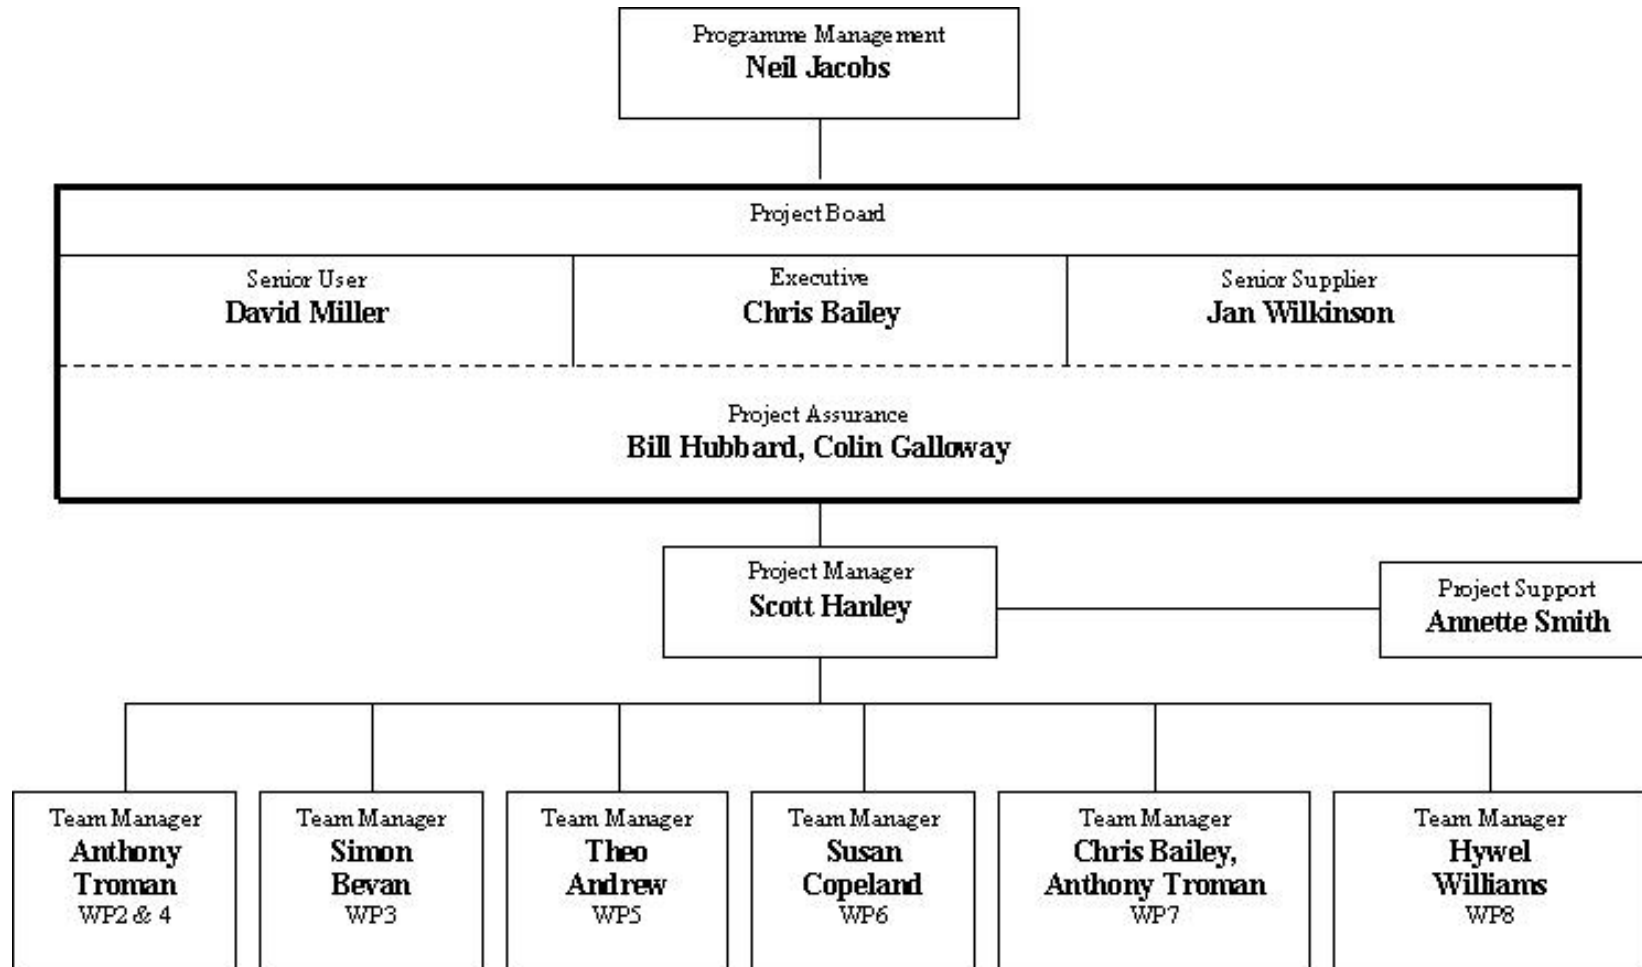 Programme Management
Neil Jacobs
Project Board
Senior User
David Miller
Executive
Chris Bailey
Senior Supplier
Jan Wilkinson
Project Assurance
Bill Hubbard, Colin Galloway
Project Manager
Scott Hanley
Project Support
Annette Smith
Team Manager
Anthony
Troman
WP2 & 4
Team Manager
Simon
Bevan
WP3
Team Manager
Theo
Andrew
WP5
Team Manager
Susan
Copeland
WP6
Team Manager
Chris Bailey,
Anthony Troman
WP7
Team Manager
Hywel
Williams
WP8